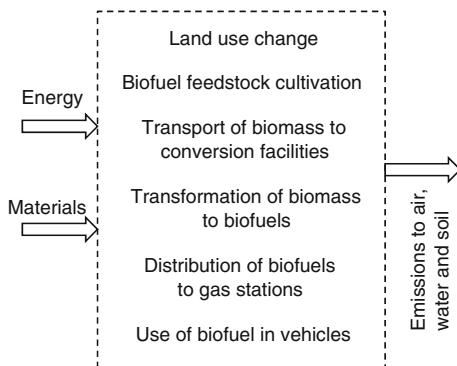 Land use change
Biofuel feedstock cultivation
Energy
Transport of biomass to
conversion facilities
Materials
Transformation of biomass
to biofuels
Distribution of biofuels
to gas stations
Use of biofuel in vehicles
Emissions to air,
water and soil